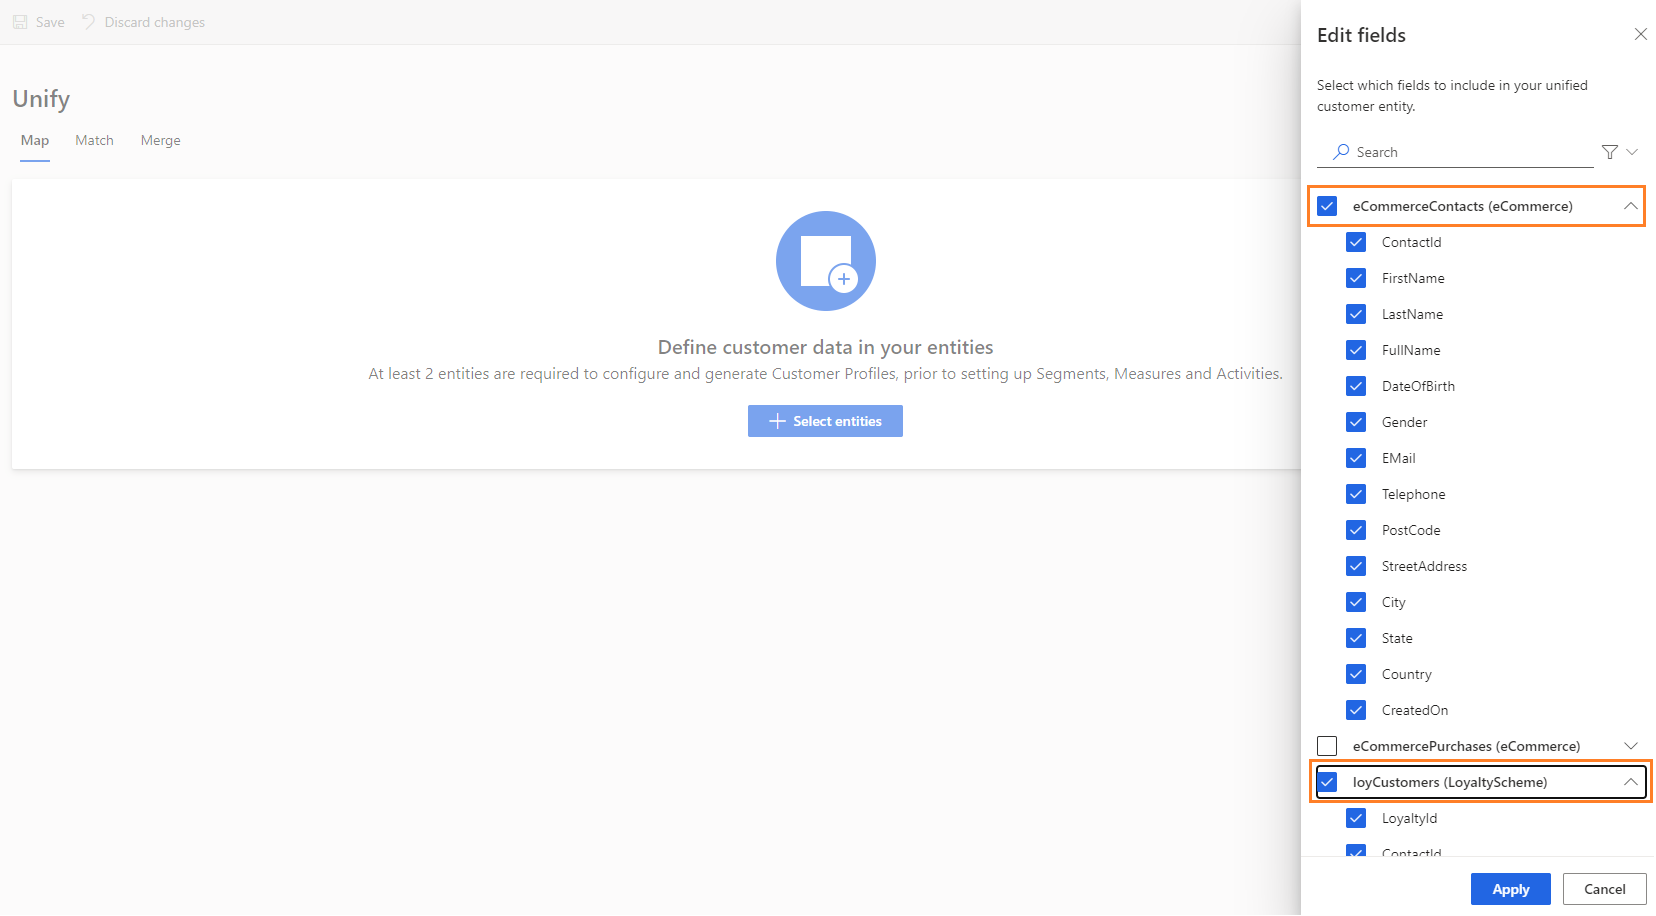 Save
Discard changes
Unify
Map
Match
Merge
Define customer data in your entities
At least 2 entities are required to configure and generate Customer Profiles, prior to setting up Segments, Measures and Activities.
Select entities
Edit fields
Select which fields to include in your unified
customer entity.
Search
eCommerceContacts (eCommerce)
ContactId
FirstName
LastName
FullName
DateOfBirth
Gender
EMail
Telephone
PostCode
StreetAddress
City
State
Country
CreatedOn
eCommercePurchases (eCommerce)
loyCustomers (LoyaltyScheme)
LoyaltyId
ContactId
Apply
Cancel